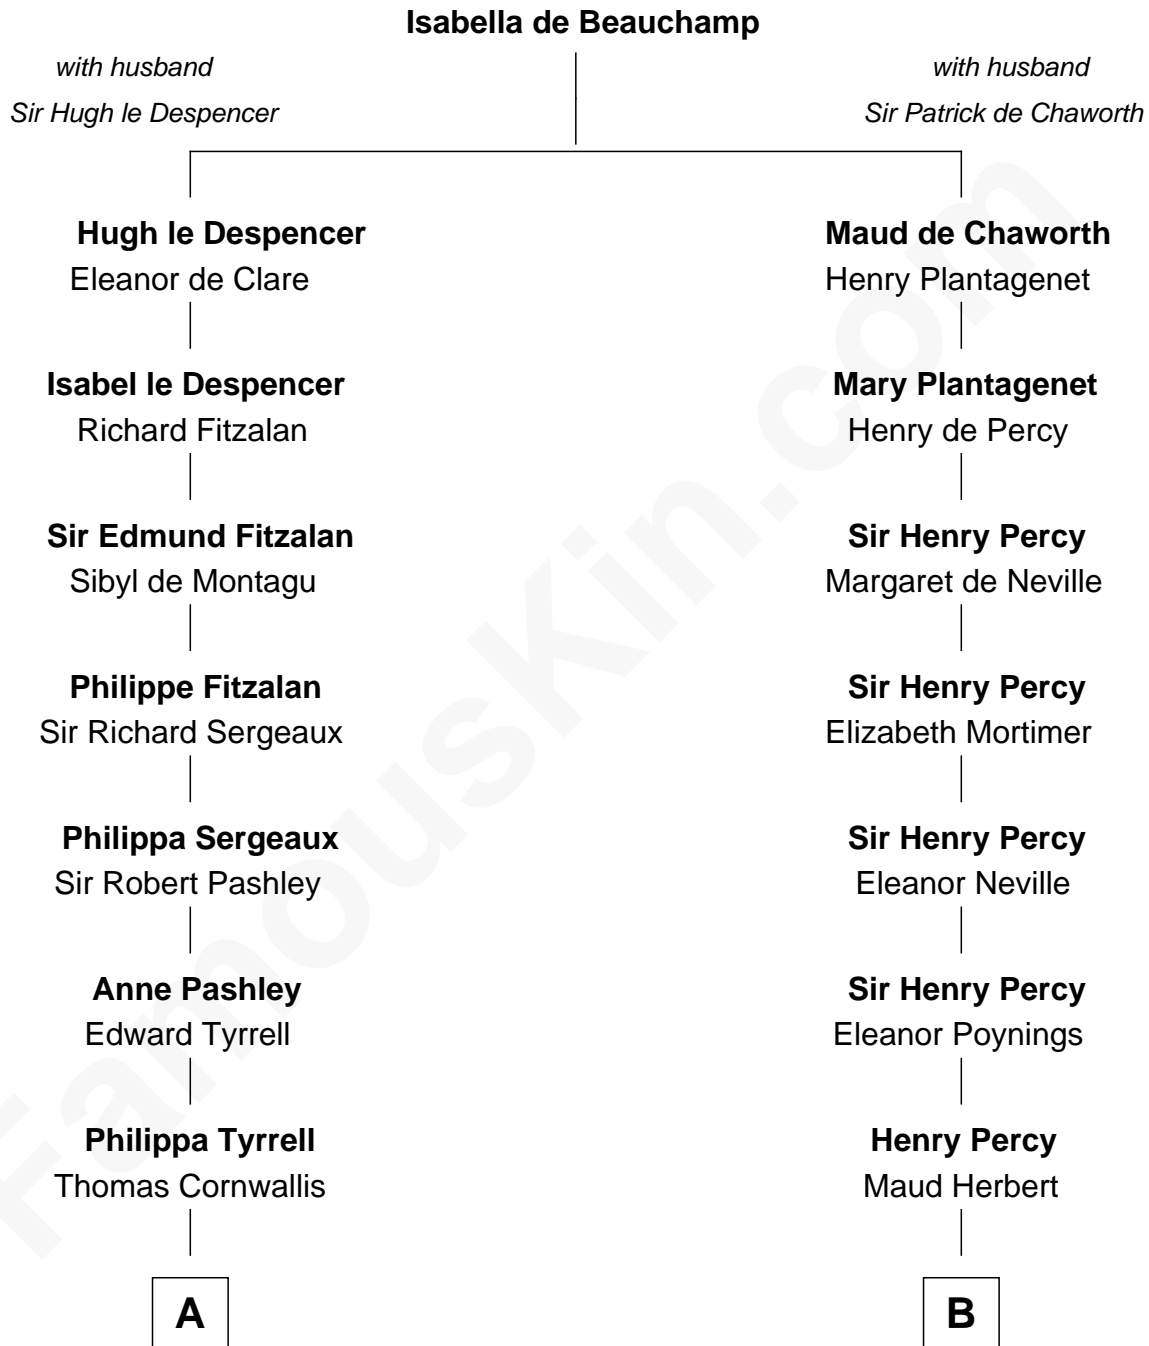 Isabella de Beauchamp
with husband
Sir Hugh le Despencer
with husband
Sir Patrick de Chaworth
Hugh le Despencer
Eleanor de Clare
Isabel le Despencer
Richard Fitzalan
Sir Edmund Fitzalan
Sibyl de Montagu
Philippe Fitzalan
Sir Richard Sergeaux
Philippa Sergeaux
Sir Robert Pashley
Anne Pashley
Edward Tyrrell
Philippa Tyrrell
Thomas Cornwallis
A
Maud de Chaworth
Henry Plantagenet
Mary Plantagenet
Henry de Percy
Sir Henry Percy
Margaret de Neville
Sir Henry Percy
Elizabeth Mortimer
Sir Henry Percy
Eleanor Neville
Sir Henry Percy
Eleanor Poynings
Henry Percy
Maud Herbert
B
FamousKin.com